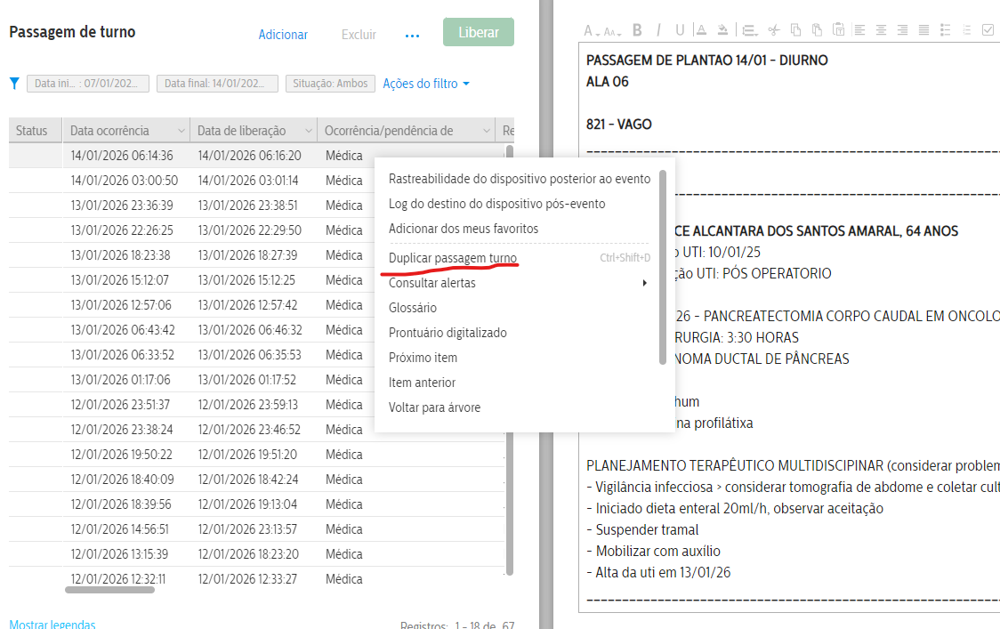 Passagem de turno
Adicionar
Excluir
...
Liberar
Data ini... : 07/01/202...
Data final: 14/01/202...
Situação: Ambos
Ações do filtro
Status Data ocorrência Data de liberação Ocorrência/pendência de Re
14/01/2026 06:14:36 14/01/2026 06:16:20 Médica
14/01/2026 03:00:50 14/01/2026 03:01:14 Médica
13/01/2026 23:36:39 13/01/2026 23:38:51 Médica
13/01/2026 22:26:25 13/01/2026 22:29:50 Médica
13/01/2026 18:23:38 13/01/2026 18:27:39 Médica
13/01/2026 15:12:07 13/01/2026 15:12:25 Médica
13/01/2026 12:57:06 13/01/2026 12:57:42 Médica
13/01/2026 06:43:42 13/01/2026 06:46:32 Médica
13/01/2026 06:33:52 13/01/2026 06:35:53 Médica
13/01/2026 01:17:06 13/01/2026 01:17:52 Médica
12/01/2026 23:51:37 12/01/2026 23:59:13 Médica
12/01/2026 23:38:24 12/01/2026 23:46:52 Médica
12/01/2026 19:50:22 12/01/2026 19:51:20 Médica
12/01/2026 18:40:09 12/01/2026 18:42:24 Médica
12/01/2026 18:39:56 12/01/2026 19:13:04 Médica
12/01/2026 14:56:51 12/01/2026 23:13:57 Médica
12/01/2026 13:15:39 12/01/2026 18:23:20 Médica
12/01/2026 12:32:11 12/01/2026 12:33:27 Médica
Mostrar legendas
Registros: 1 - 18 de 67
Rastreabilidade do dispositivo posterior ao evento
Log do destino do dispositivo pós-evento
Adicionar dos meus favoritos
Duplicar passagem turno Ctrl+Shift+D
Consultar alertas
Glossário
Prontuário digitalizado
Próximo item
Item anterior
Voltar para árvore
PASSAGEM DE PLANTAO 14/01 - DIURNO
ALA 06
821 - VAGO
CE ALCANTARA DOS SANTOS AMARAL, 64 ANOS
o UTI: 10/01/25
ção UTI: PÓS OPERATORIO
26 - PANCREATECTOMIA CORPO CAUDAL EM ONCOLO
RURGIA: 3:30 HORAS
NOMA DUCTAL DE PÂNCREAS
hum
na profilátixa
PLANEJAMENTO TERAPÊUTICO MULTIDISCIPINAR (considerar problem
- Vigilância infecciosa > considerar tomografia de abdome e coletar cult
- Iniciado dieta enteral 20ml/h, observar aceitação
- Suspender tramal
- Mobilizar com auxílio
- Alta da uti em 13/01/26